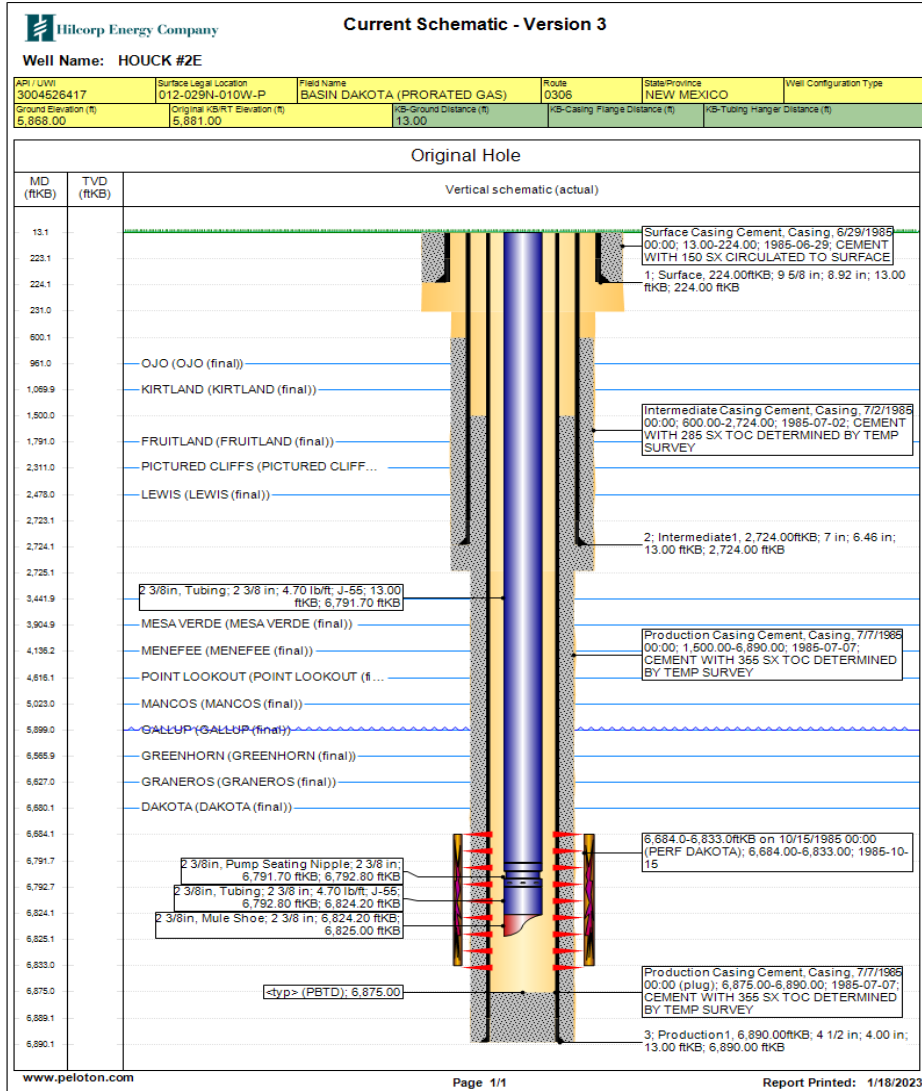 Hilcorp Energy Company
Current Schematic - Version 3
Well Name: HOUCK #2E
API / UWI
3004526417
Surface Legal Location
012-029N-010W-P
Field Name
BASIN DAKOTA (PRORATED GAS)
Route
0306
State/Province
NEW MEXICO
Well Configuration Type
Ground Elevation (ft)
5,868.00
Original KB/RT Elevation (ft)
5,881.00
KB-Ground Distance (ft)
13.00
KB-Casing Flange Distance (ft)
KB-Tubing Hanger Distance (ft)
Original Hole
MD
(ftKB)
TVD
(ftKB)
Vertical schematic (actual)
13.1
223.1
224.1
231.0
600.1
961.0
1,069.9
1,500.0
1,791.0
2,311.0
2,478.0
2,723.1
2,724.1
2,725.1
3,441.9
3,904.9
4,136.2
4,616.1
5,023.0
5,899.0
6,565.9
6,627.0
6,680.1
6,684.1
6,791.7
6,792.7
6,824.1
6,825.1
6,833.0
6,875.0
6,889.1
6,890.1
OJO (OJO (final))
KIRTLAND (KIRTLAND (final))
FRUITLAND (FRUITLAND (final))
PICTURED CLIFFS (PICTURED CLIFF...
LEWIS (LEWIS (final))
2 3/8in, Tubing; 2 3/8 in; 4.70 lb/ft; J-55; 13.00
ftKB; 6,791.70 ftKB
MESA VERDE (MESA VERDE (final))
MENEFEE (MENEFEE (final))
POINT LOOKOUT (POINT LOOKOUT (fi...
MANCOS (MANCOS (final))
GALLUP (GALLUP (final))
GREENHORN (GREENHORN (final))
GRANEROS (GRANEROS (final))
DAKOTA (DAKOTA (final))
2 3/8in, Pump Seating Nipple; 2 3/8 in;
6,791.70 ftKB; 6,792.80 ftKB
2 3/8in, Tubing; 2 3/8 in; 4.70 lb/ft; J-55;
6,792.80 ftKB; 6,824.20 ftKB
2 3/8in, Mule Shoe; 2 3/8 in; 6,824.20 ftKB;
6,825.00 ftKB
<typ> (PBTD); 6,875.00
Surface Casing Cement, Casing, 6/29/1985
00:00; 13.00-224.00; 1985-06-29; CEMENT
WITH 150 SX CIRCULATED TO SURFACE
1; Surface, 224.00ftKB; 9 5/8 in; 8.92 in; 13.00
ftKB; 224.00 ftKB
Intermediate Casing Cement, Casing, 7/2/1985
00:00; 600.00-2,724.00; 1985-07-02; CEMENT
WITH 285 SX TOC DETERMINED BY TEMP
SURVEY
2; Intermediate1, 2,724.00ftKB; 7 in; 6.46 in;
13.00 ftKB; 2,724.00 ftKB
Production Casing Cement, Casing, 7/7/1985
00:00; 1,500.00-6,890.00; 1985-07-07;
CEMENT WITH 355 SX TOC DETERMINED
BY TEMP SURVEY
6,684.0-6,833.0ftKB on 10/15/1985 00:00
(PERF DAKOTA); 6,684.00-6,833.00; 1985-10-
15
Production Casing Cement, Casing, 7/7/1985
00:00 (plug); 6,875.00-6,890.00; 1985-07-07;
CEMENT WITH 355 SX TOC DETERMINED
BY TEMP SURVEY
3; Production1, 6,890.00ftKB; 4 1/2 in; 4.00 in;
13.00 ftKB; 6,890.00 ftKB
www.peloton.com
Page 1/1
Report Printed: 1/18/2023